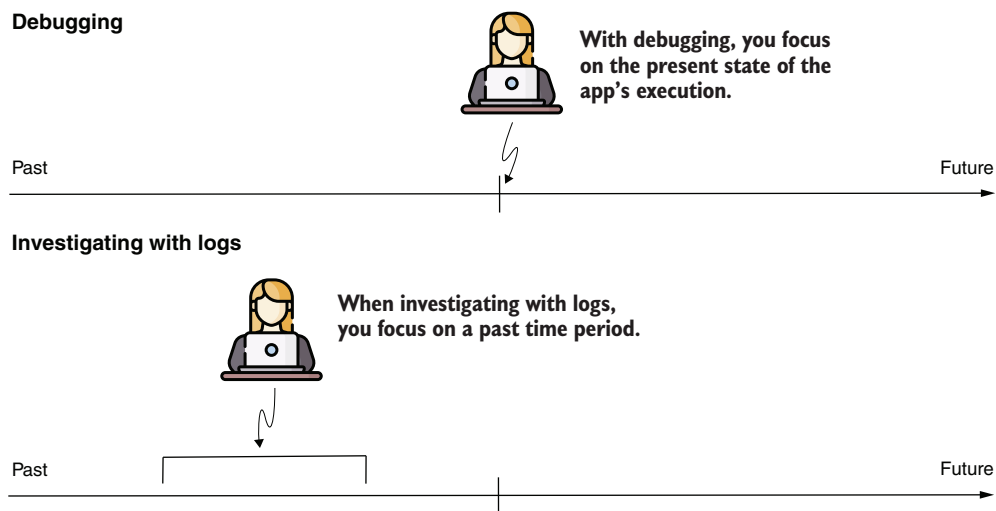 Debugging
With debugging, you focus
on the present state of the
app's execution.
Past
Future
Investigating with logs
When investigating with logs,
you focus on a past time period.
Past
Future